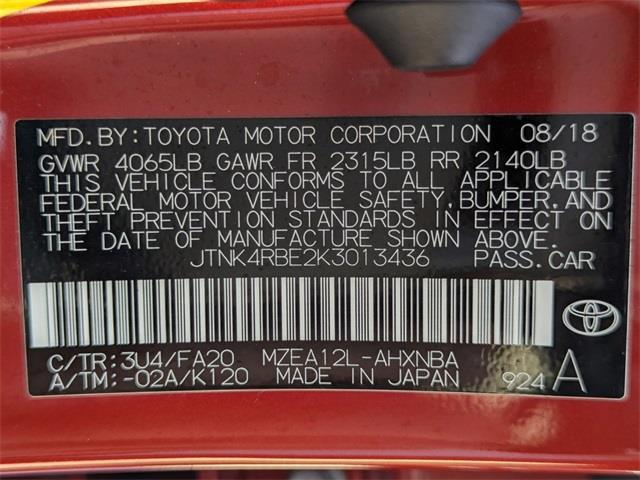 MFD.BY:TOYOTA MOTOR CORPORATION 08/18
GVWR 4065LB GAWR FR 2315LB RR 2140LB
THIS VEHICLE CONFORMS TO ALL APPLICABLE
FEDERAL MOTOR VEHICLE SAFETY,BUMPER,AND
THEFT PREVENTION STANDARDS IN EFFECT ON
THE DATE OF MANUFACTURE SHOWN ABOVE.
JTNK4RBE2K3013436 PASS.CAR
C/TR:3U4/FA20 MZEA12L-AHXNBA
A/TM:-02A/K120 MADE IN JAPAN 924 A